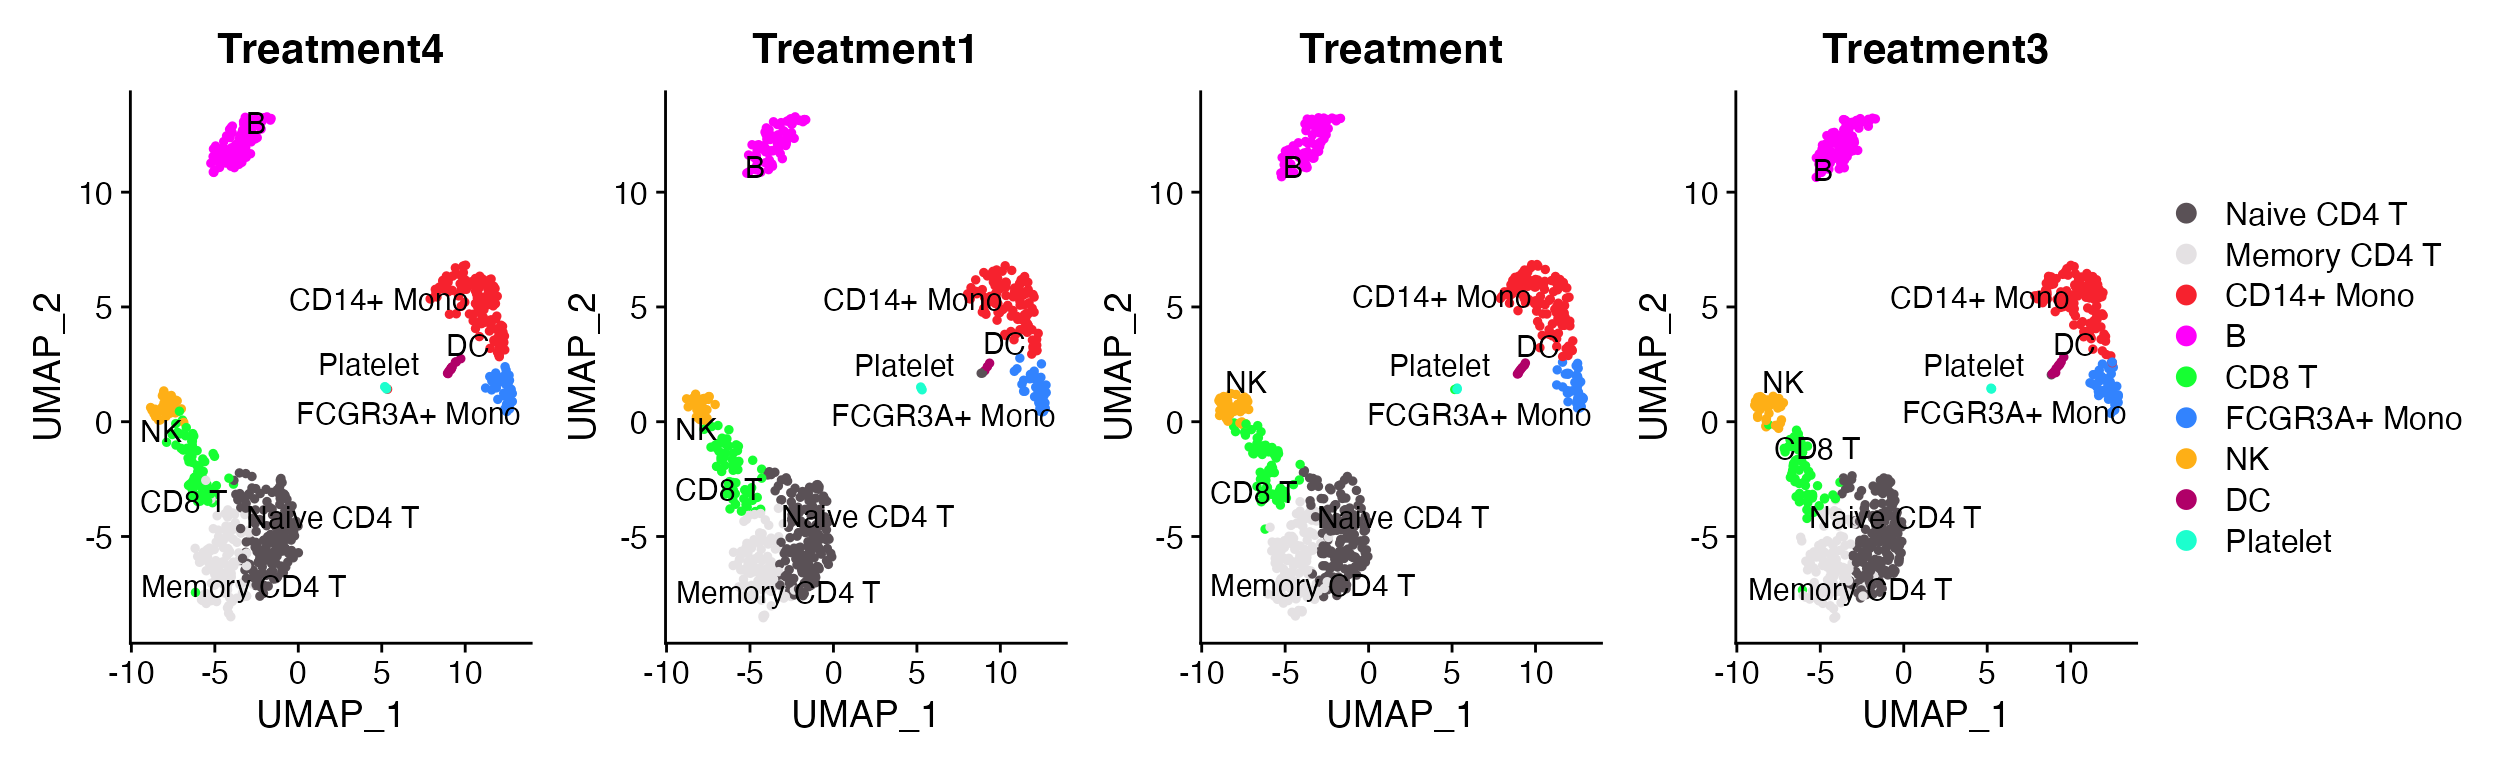 Treatment4
UMAP_2
10
5
0
-5
B
CD14+ Mono
DC
Platelet
FCGR3A+ Mono
NK
CD8 T
Naive CD4 T
Memory CD4 T
-10 -5 0 5 10
UMAP_1
Treatment1
UMAP_2
10
5
0
-5
B
CD14+ Mono
DC
Platelet
FCGR3A+ Mono
NK
CD8 T
Naive CD4 T
Memory CD4 T
-10 -5 0 5 10
UMAP_1
Treatment
UMAP_2
10
5
0
-5
B
CD14+ Mono
DC
Platelet
NK
FCGR3A+ Mono
CD8 T
Naive CD4 T
Memory CD4 T
-10 -5 0 5 10
UMAP_1
Treatment3
UMAP_2
10
5
0
-5
B
CD14+ Mono
DC
Platelet
NK
FCGR3A+ Mono
CD8 T
Naive CD4 T
Memory CD4 T
-10 -5 0 5 10
UMAP_1
Naive CD4 T
Memory CD4 T
CD14+ Mono
B
CD8 T
FCGR3A+ Mono
NK
DC
Platelet